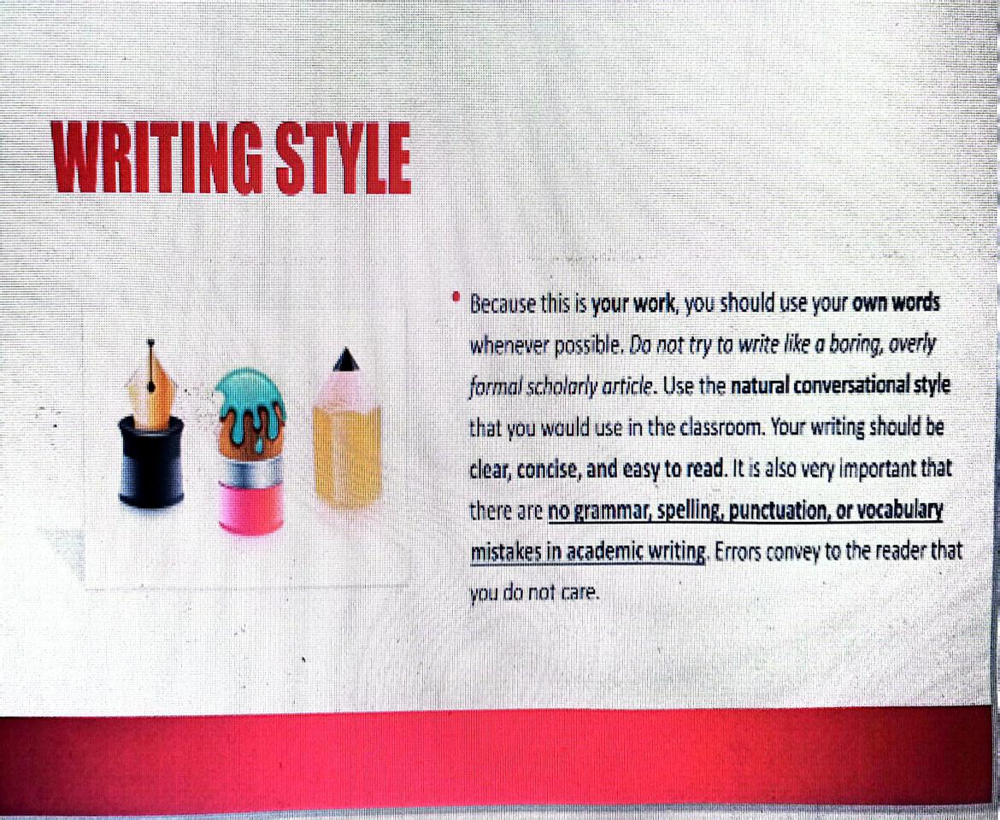 WRITING STYLE
Because this is your work, you should use your own words
whenever possible. Do not try to write like a boring, overly
formal scholarly article. Use the natural conversational style
that you would use in the classroom. Your writing should be
clear, concise, and easy to read. It is also very important that
there are no grammar, spelling, punctuation, or vocabulary
mistakes in academic writing. Errors convey to the reader that
you do not care.